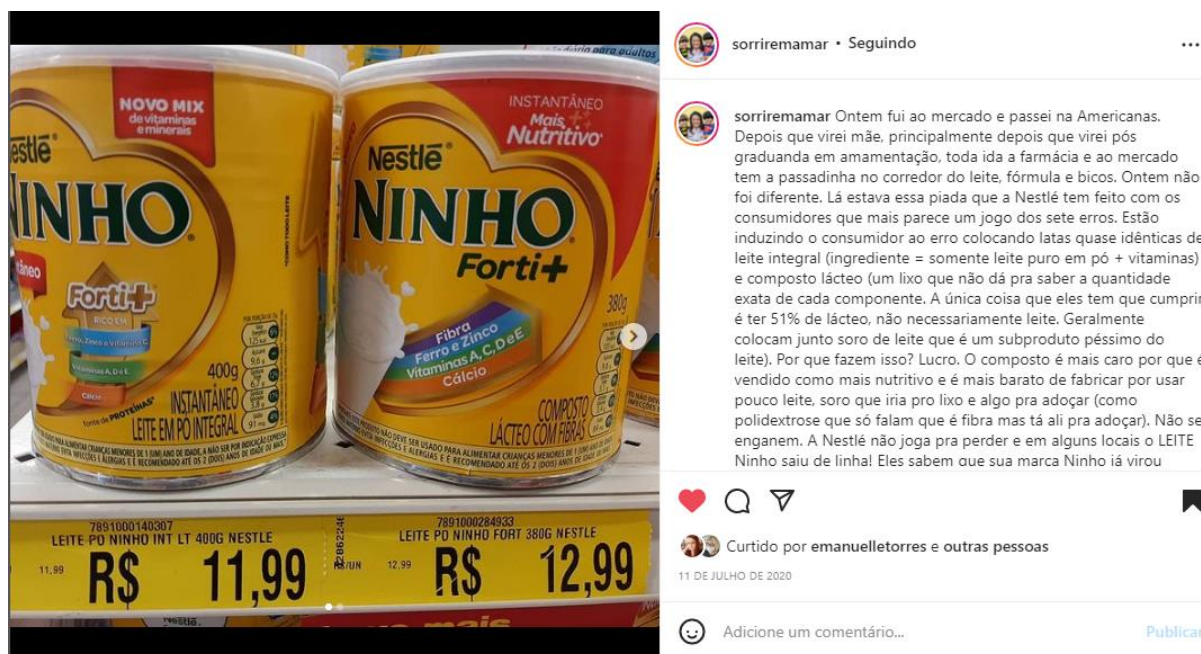 NOVO MIX
de vitaminas
e minerais
Nestlé
NINHO
Forti+
RICO EM
Ferro, Zinco e Vitamina C
Vitaminas A, D e E
Cálcio
400g
fonte de PROTEÍNAS*
INSTANTÂNEO
LEITE EM PÓ INTEGRAL
*COMO TODO LEITE
INSTANTÂNEO
Mais
Nutritivo
Nestlé
NINHO
Forti+
380g
Fibra
Ferro e Zinco
Vitaminas A, C, D e E
Cálcio
COMPOSTO
LÁCTEO COM FIBRAS
7891000140307
LEITE PO NINHO INT LT 400G NESTLE
11,99
R$ 11,99
7891000284933
LEITE PO NINHO FORT 380G NESTLE
R$/UN
12,99
R$ 12,99
sorriremamar • Seguindo
sorriremamar Ontem fui ao mercado e passei na Americanas.
Depois que virei mãe, principalmente depois que virei pós
graduanda em amamentação, toda ida a farmácia e ao mercado
tem a passadinha no corredor do leite, fórmula e bicos. Ontem não
foi diferente. Lá estava essa piada que a Nestlé tem feito com os
consumidores que mais parece um jogo dos sete erros. Estão
induzindo o consumidor ao erro colocando latas quase idênticas de
leite integral (ingrediente = somente leite puro em pó + vitaminas)
e composto lácteo (um lixo que não dá pra saber a quantidade
exata de cada componente. A única coisa que eles tem que cumprir
é ter 51% de lácteo, não necessariamente leite. Geralmente
colocam junto soro de leite que é um subproduto péssimo do
leite). Por que fazem isso? Lucro. O composto é mais caro por que é
vendido como mais nutritivo e é mais barato de fabricar por usar
pouco leite, soro que iria pro lixo e algo pra adoçar (como
polidextrose que só falam que é fibra mas tá ali pra adoçar). Não se
enganem. A Nestlé não joga pra perder e em alguns locais o LEITE
Ninho saiu de linha! Eles sabem que sua marca Ninho já virou
Curtido por emanuelletorres e outras pessoas
11 DE JULHO DE 2020
Adicione um comentário...
Publicar